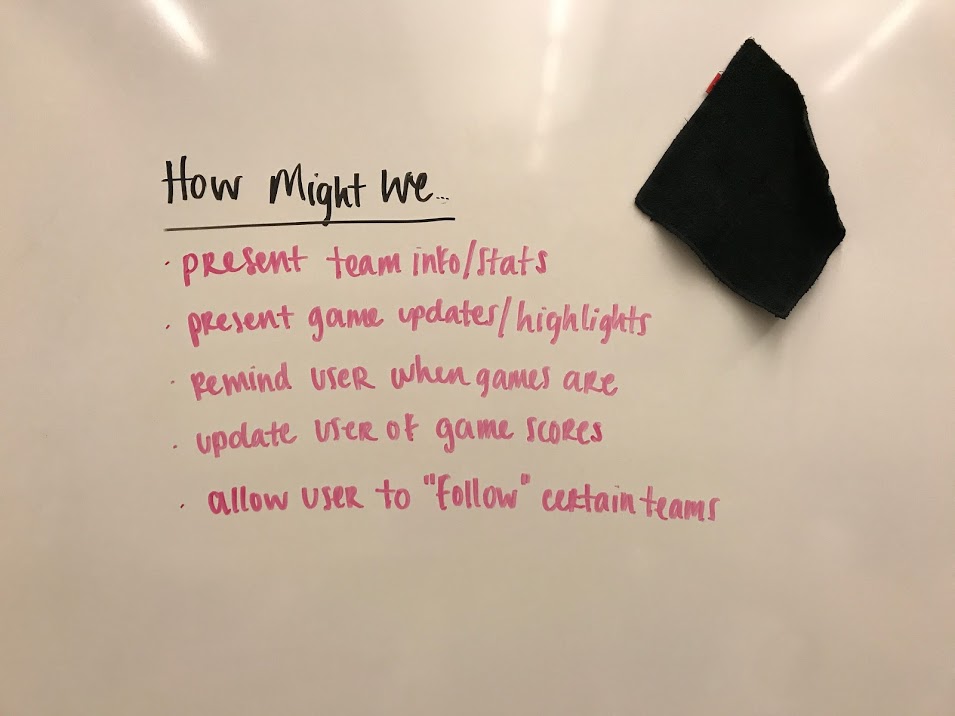 How Might We...
· present team info/stats
· present game updates/highlights
· remind user when games are
· update user of game scores
· allow user to "follow" certain teams